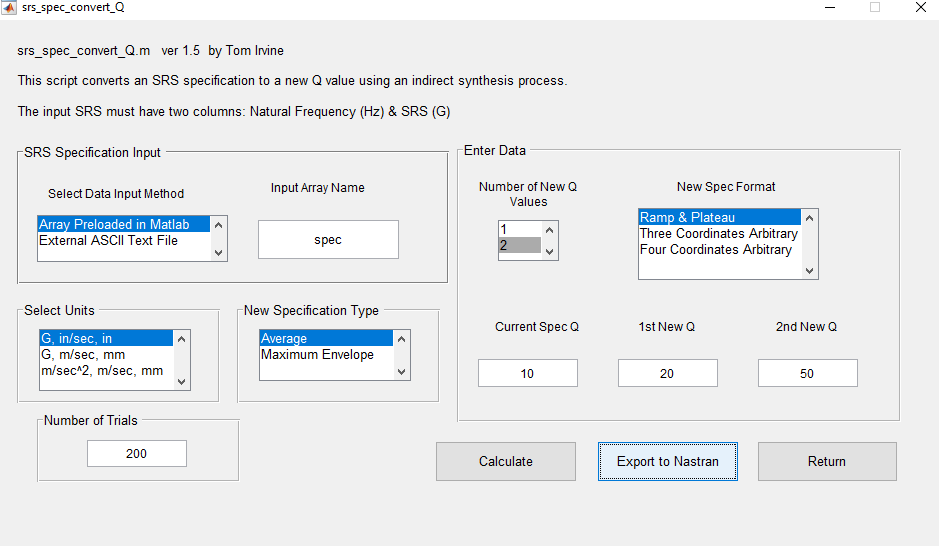 srs_spec_convert_Q
srs_spec_convert_Q.m ver 1.5 by Tom Irvine
This script converts an SRS specification to a new Q value using an indirect synthesis process.
The input SRS must have two columns: Natural Frequency (Hz) & SRS (G)
SRS Specification Input
Select Data Input Method
Array Preloaded in Matlab
External ASCII Text File
Input Array Name
spec
Enter Data
Number of New Q
Values
1
2
New Spec Format
Ramp & Plateau
Three Coordinates Arbitrary
Four Coordinates Arbitrary
Select Units
G, in/sec, in
G, m/sec, mm
m/sec^2, m/sec, mm
New Specification Type
Average
Maximum Envelope
Current Spec Q
10
1st New Q
20
2nd New Q
50
Number of Trials
200
Calculate
Export to Nastran
Return